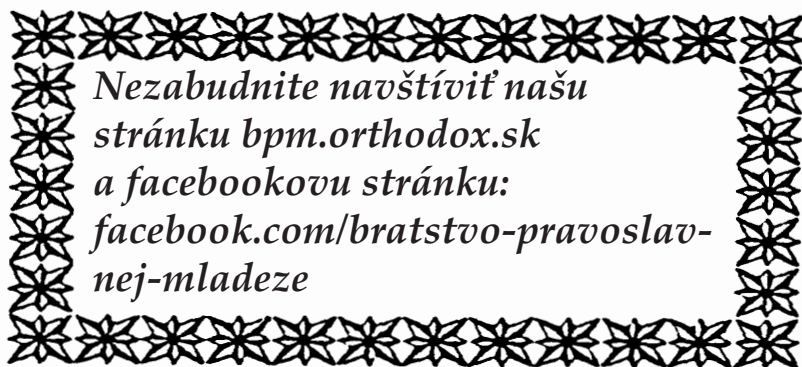 Nezabudnite navštíviť našu
stránku bpm.orthodox.sk
a facebookovu stránku:
facebook.com/bratstvo-pravoslav-
nej-mladeze